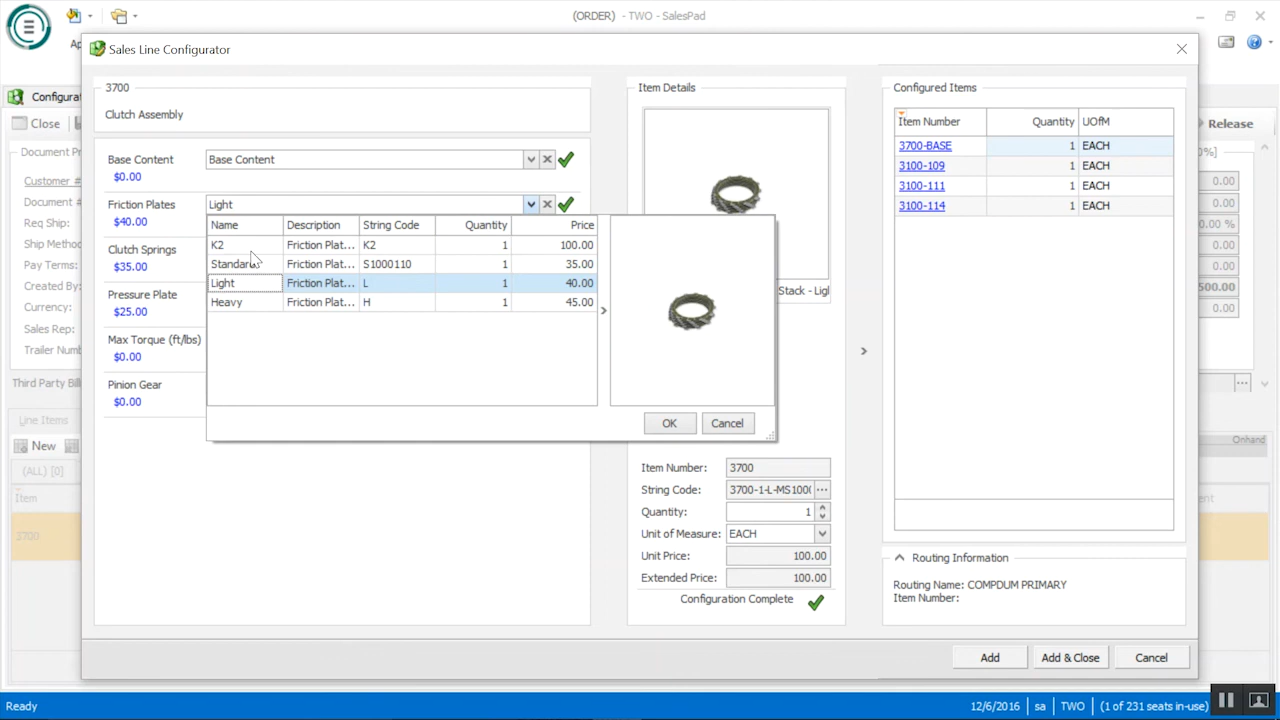 (ORDER) - TWO - SalesPad
Sales Line Configurator
3700
Clutch Assembly
Base Content
Base Content
$0.00
Friction Plates
Light
$40.00
Clutch Springs
$35.00
Pressure Plate
$25.00
Max Torque (ft/lbs)
$0.00
Pinion Gear
$0.00
Name Description String Code Quantity Price
K2 Friction Plat... K2 1 100.00
Standard Friction Plat... S1000110 1 35.00
Light Friction Plat... L 1 40.00
Heavy Friction Plat... H 1 45.00
OK Cancel
Item Details
Item Number: 3700
String Code: 3700-1-L-MS100 ...
Quantity: 1
Unit of Measure: EACH
Unit Price: 100.00
Extended Price: 100.00
Configuration Complete
Configured Items
Item Number Quantity UOfM
3700-BASE 1 EACH
3100-109 1 EACH
3100-111 1 EACH
3100-114 1 EACH
Routing Information
Routing Name: COMPDUM PRIMARY
Item Number:
Add Add & Close Cancel
Configurat
Close
Release
Document Pr
Customer #
Document #
Req Ship:
Ship Method
Pay Terms:
Created By:
Currency:
Sales Rep:
Trailer Numb
Third Party Bill
0.00
0.00
0.00 %
0.00
0.00
500.00
0.00
Line Items
New
(ALL) [0]
Item
3700
Onhand
Ready
12/6/2016 sa TWO (1 of 231 seats in-use)